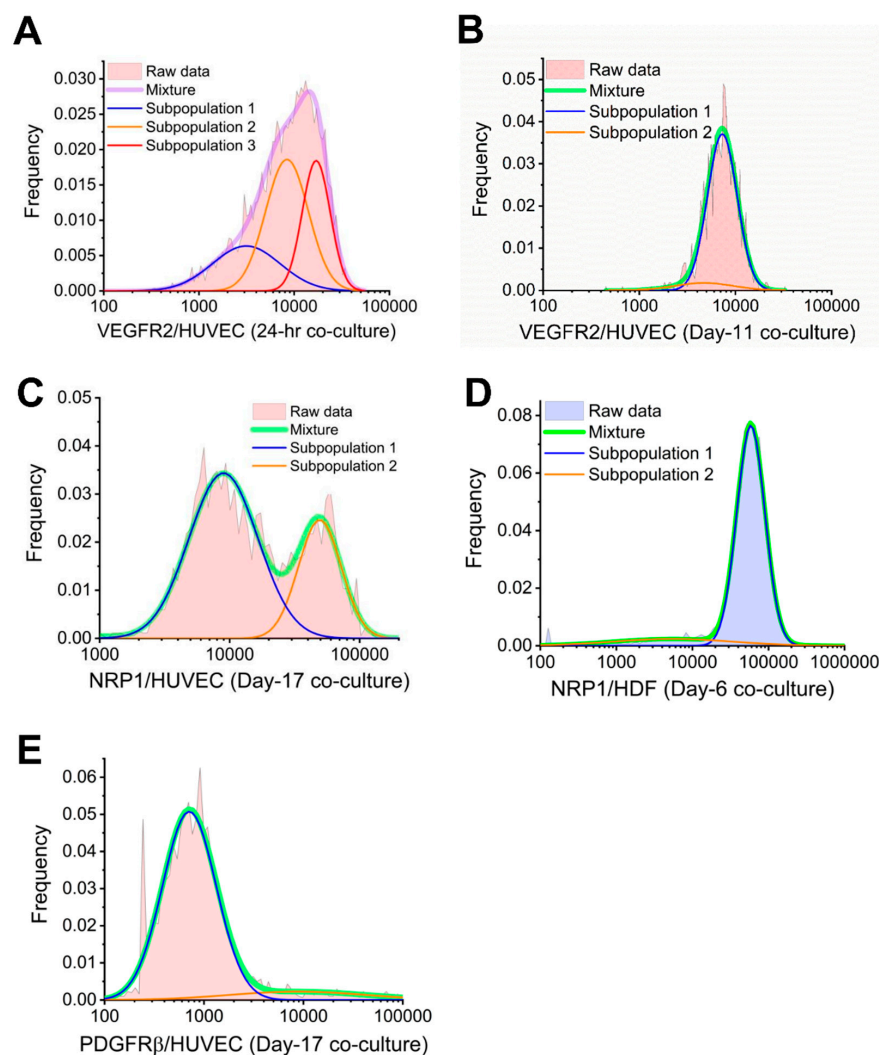 A
Raw data
Mixture
Subpopulation 1
Subpopulation 2
Subpopulation 3
Frequency
0.030
0.025
0.020
0.015
0.010
0.005
0.000
1000 10000 100000
VEGFR2/HUVEC (24-hr co-culture)
B
Raw data
Mixture
Subpopulation 1
Subpopulation 2
Frequency
0.05
0.04
0.03
0.02
0.01
0.00
100 1000 10000 100000
VEGFR2/HUVEC (Day-11 co-culture)
C
Raw data
Mixture
Subpopulation 1
Subpopulation 2
Frequency
0.05
0.04
0.03
0.02
0.01
0.00
1000 10000 100000
NRP1/HUVEC (Day-17 co-culture)
D
Raw data
Mixture
Subpopulation 1
Subpopulation 2
Frequency
0.08
0.06
0.04
0.02
0.00
100 1000 10000 100000 1000000
NRP1/HDF (Day-6 co-culture)
E
Raw data
Mixture
Subpopulation 1
Subpopulation 2
Frequency
0.06
0.05
0.04
0.03
0.02
0.01
0.00
100 1000 10000 100000
PDGFRβ/HUVEC (Day-17 co-culture)